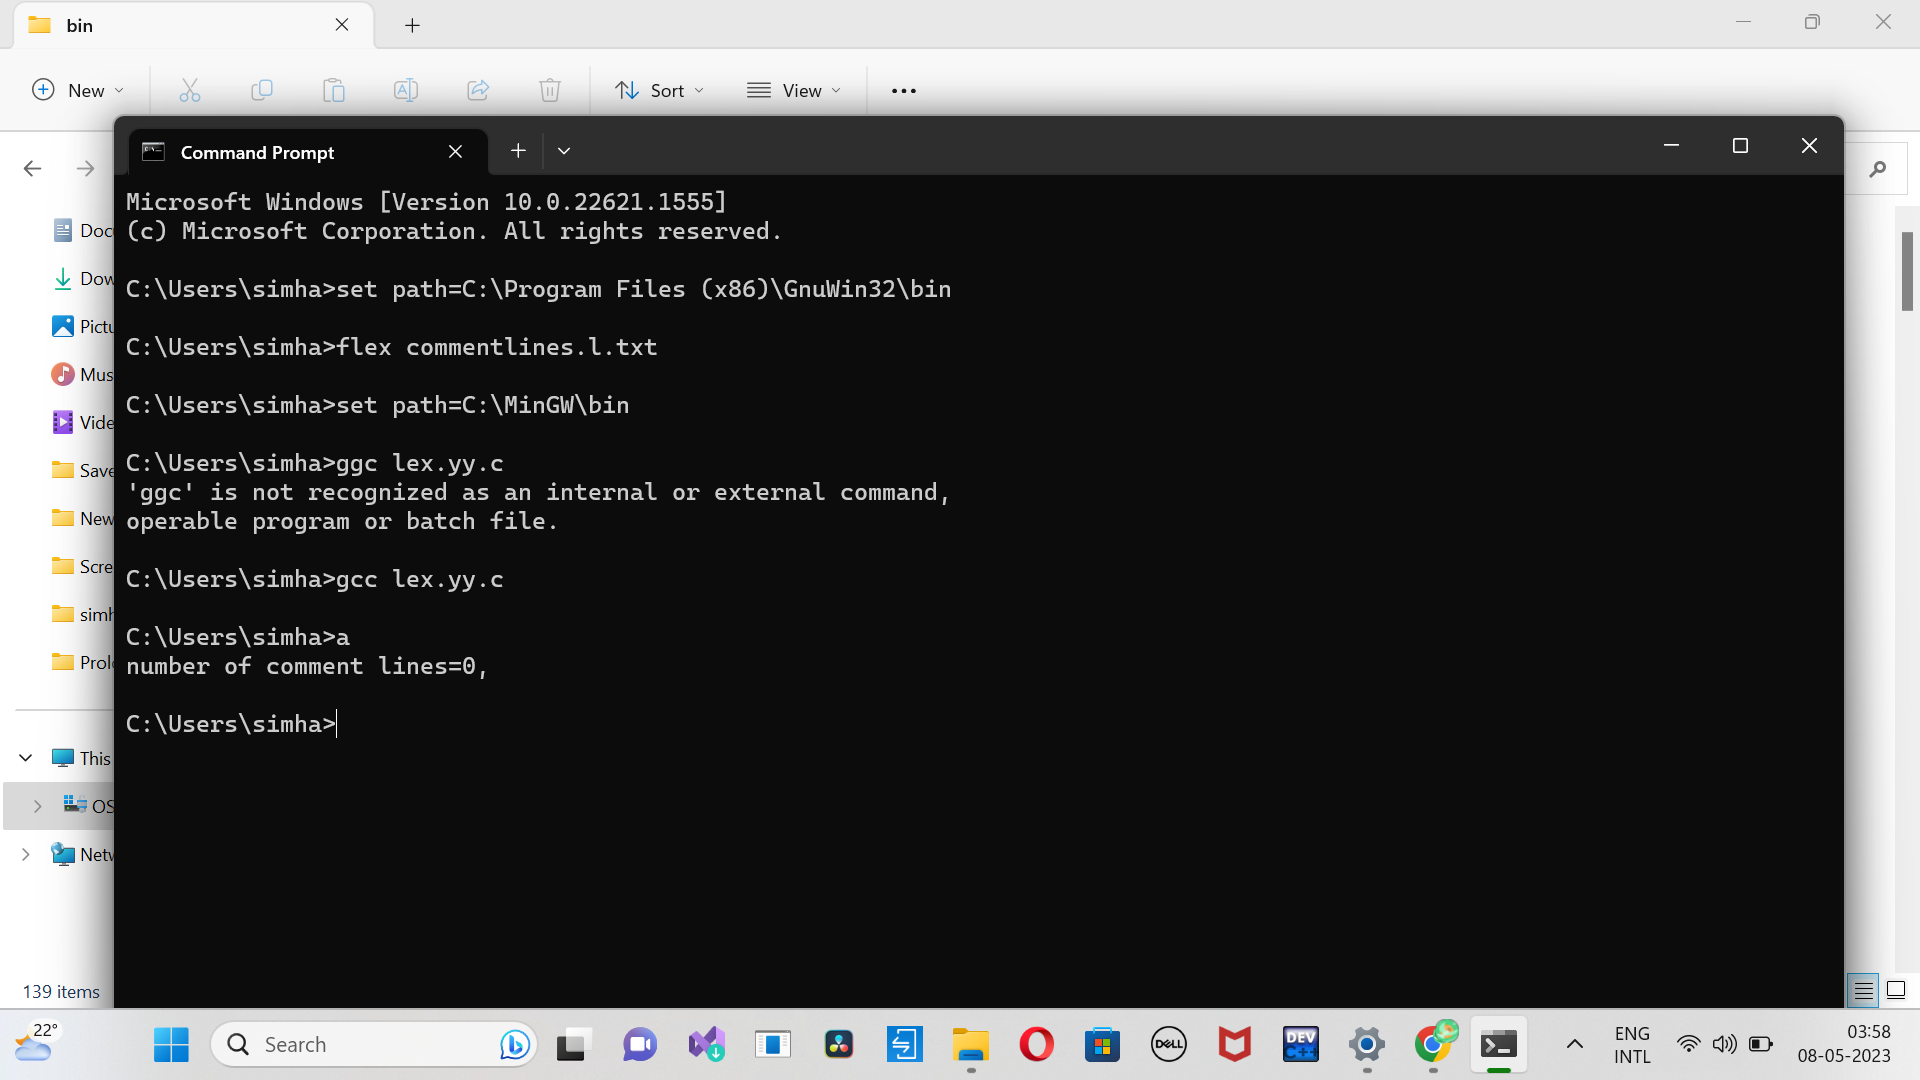 bin
New
Sort
View
Command Prompt
Microsoft Windows [Version 10.0.22621.1555]
(c) Microsoft Corporation. All rights reserved.
C:\Users\simha>set path=C:\Program Files (x86)\GnuWin32\bin
C:\Users\simha>flex commentlines.l.txt
C:\Users\simha>set path=C:\MinGW\bin
C:\Users\simha>ggc lex.yy.c
'ggc' is not recognized as an internal or external command,
operable program or batch file.
C:\Users\simha>gcc lex.yy.c
C:\Users\simha>a
number of comment lines=0,
C:\Users\simha>
Doc
Dow
Pictu
Mus
Vide
Save
New
Scre
simh
Prol
This
OS
Netw
139 items
22°
Search
DELL
DEV
C++
ENG
INTL
03:58
08-05-2023